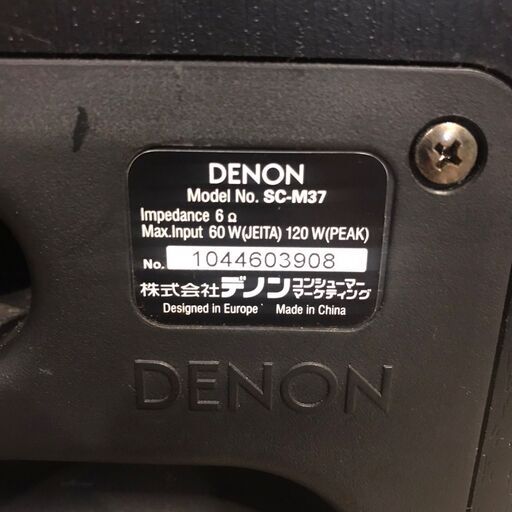 DENON
Model No. SC-M37
Impedance 6 Ω
Max.Input 60 W(JEITA) 120 W(PEAK)
No. 1044603908
株式会社デノン コンシューマー
マーケティング
Designed in Europe Made in China
DENON